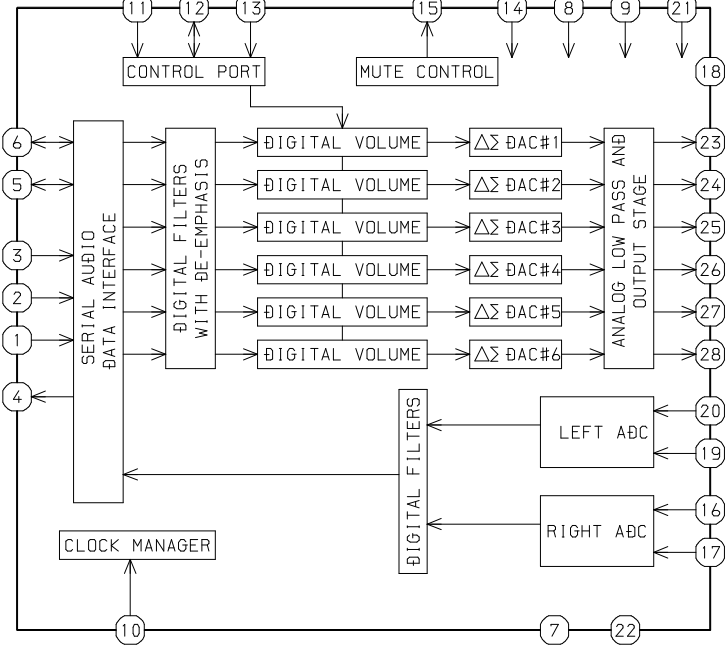 11 12 13 15 14 8 9 21
CONTROL PORT
MUTE CONTROL
18
6
5
3
2
1
4
SERIAL AUDIO
DATA INTERFACE
DIGITAL FILTERS
WITH DE-EMPHASIS
DIGITAL VOLUME
DIGITAL VOLUME
DIGITAL VOLUME
DIGITAL VOLUME
DIGITAL VOLUME
DIGITAL VOLUME
ΔΣ DAC#1
ΔΣ DAC#2
ΔΣ DAC#3
ΔΣ DAC#4
ΔΣ DAC#5
ΔΣ DAC#6
ANALOG LOW PASS AND
OUTPUT STAGE
23
24
25
26
27
28
DIGITAL FILTERS
LEFT ADC
20
19
RIGHT ADC
16
17
CLOCK MANAGER
10 7 22